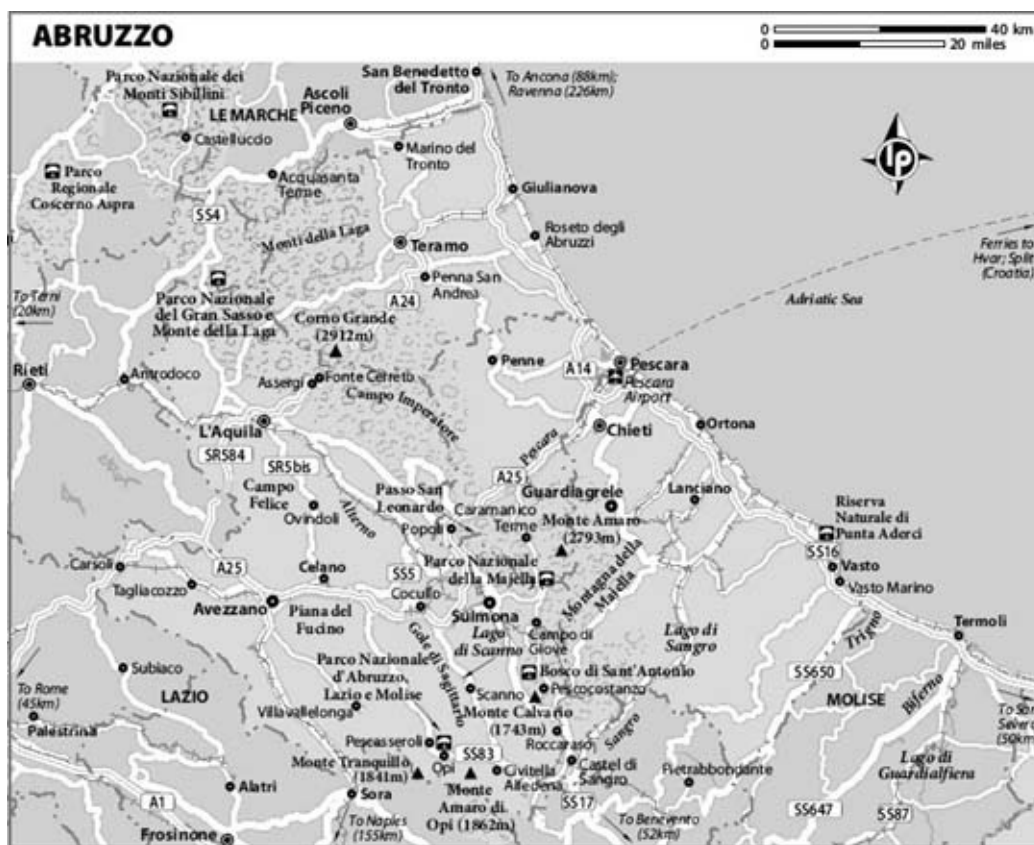 ABRUZZO
0 40 km
0 20 miles
Parco Nazionale dei
Monti Sibillini
San Benedetto
del Tronto
To Ancona (88km);
Ravenna (226km)
Ascoli
Piceno
LE MARCHE
Castelluccio
Marino del
Tronto
lp
Parco
Regionale
Coscerno Aspra
Acquasanta
Terme
Giulianova
SS4
Monti della Laga
Teramo
Roseto degli
Abruzzi
Ferries to
Hvar; Split
(Croatia)
Penna San
Andrea
A24
To Terni
(20km)
Parco Nazionale
del Gran Sasso e
Monte della Laga
Corno Grande
(2912m)
Adriatic Sea
Rieti
Antrodoco
Assergi
Fonte Cerreto
Campo
Imperatore
Penne
A14
Pescara
Pescara
Airport
L'Aquila
Pescara
Chieti
Ortona
SR584
SR5bis
A25
Campo
Felice
Ovindoli
Aterno
Passo San
Leonardo
Popoli
Caramanico
Terme
Guardiagrele
Monte Amaro
(2793m)
Lanciano
Riserva
Naturale di
Punta Aderci
SS16
Vasto
Vasto Marino
Carsoli
A25
Tagliacozzo
Celano
SS5
Parco Nazionale
della Majella
Montagna della
Maiella
Avezzano
Piana del
Fucino
Cocullo
Sulmona
Lago
di Scanno
Campo di
Giove
Lago di
Sangro
Trigno
Termoli
Subiaco
LAZIO
Parco Nazionale
d'Abruzzo,
Lazio e Molise
Gole di Sagittario
Bosco di Sant'Antonio
Scanno
Pescocostanzo
SS650
MOLISE
Biferno
To Rome
(45km)
Villavallelonga
Monte Calvario
(1743m)
Sangro
To San
Severo
(50km)
Palestrina
Pescasseroli
Opi
SS83
Roccaraso
Lago di
Guardialfiera
Monte Tranquillo
(1841m)
Civitella
Alfedena
Castel di
Sangro
Pietrabbondante
A1
Alatri
Sora
Monte
Amaro di
Opi (1862m)
SS17
SS647
SS87
Frosinone
To Naples
(155km)
To Benevento
(52km)